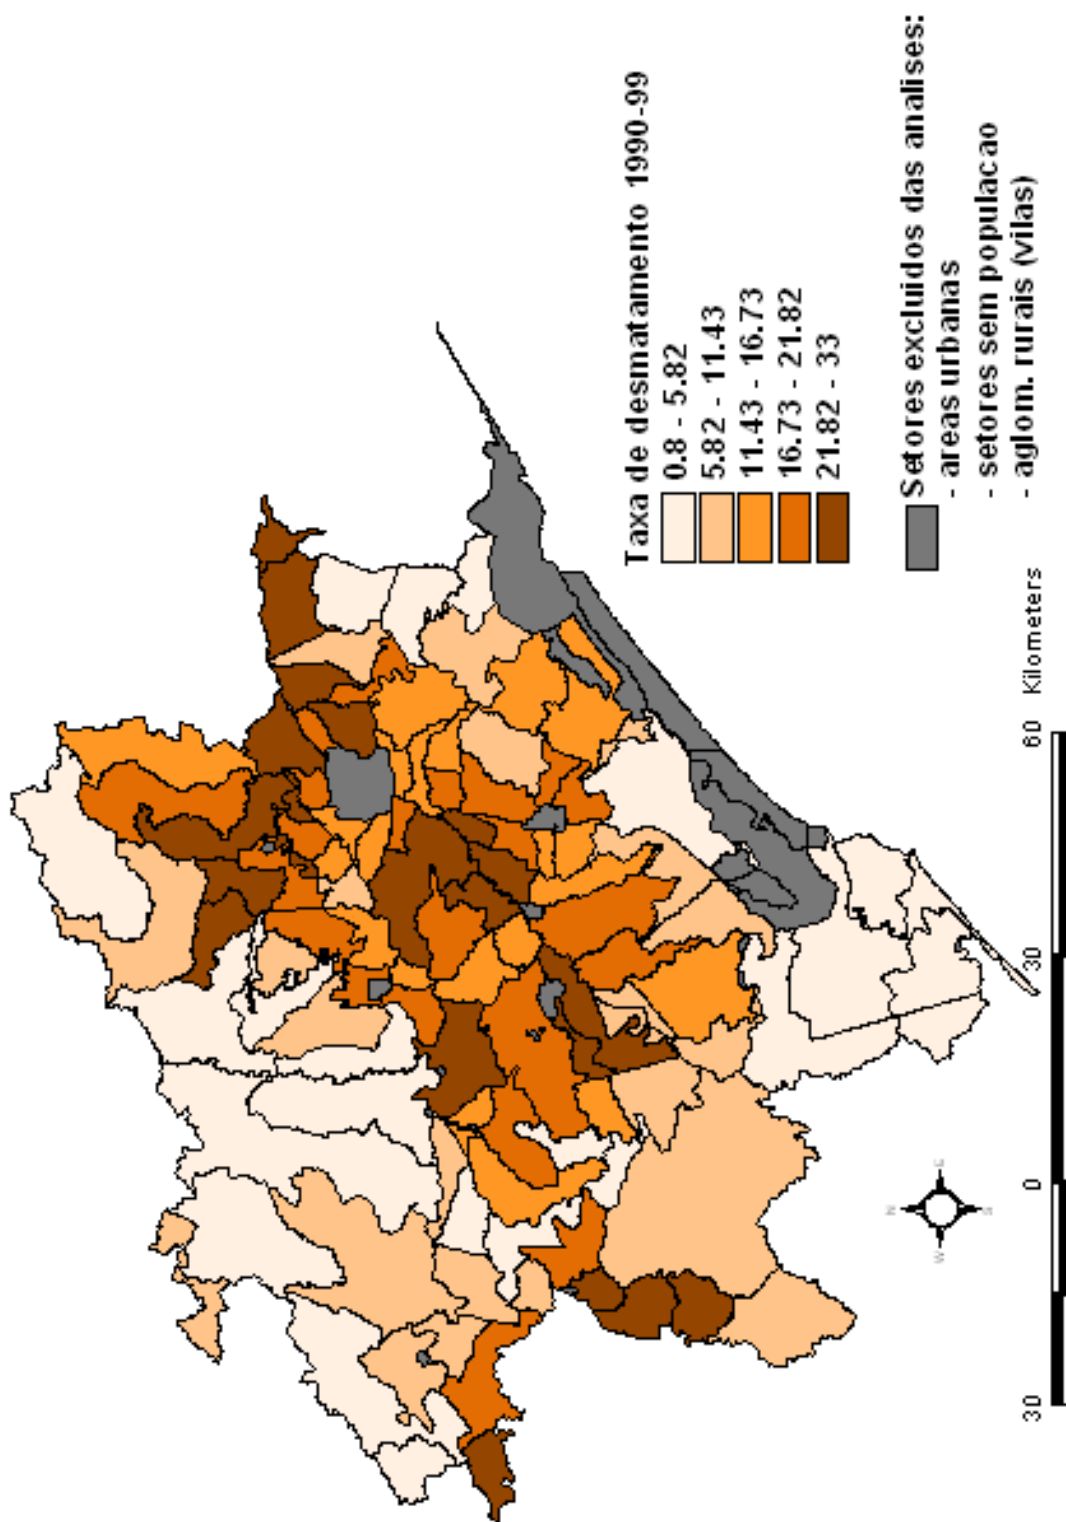 Taxa de desmatamento 1990-99
0.8 - 5.82
5.82 - 11.43
11.43 - 16.73
16.73 - 21.82
21.82 - 33
Setores excluidos das analises:
- areas urbanas
- setores sem populacao
- aglom. rurais (vilas)
30 0 30 60 Kilometers
N
W E
S